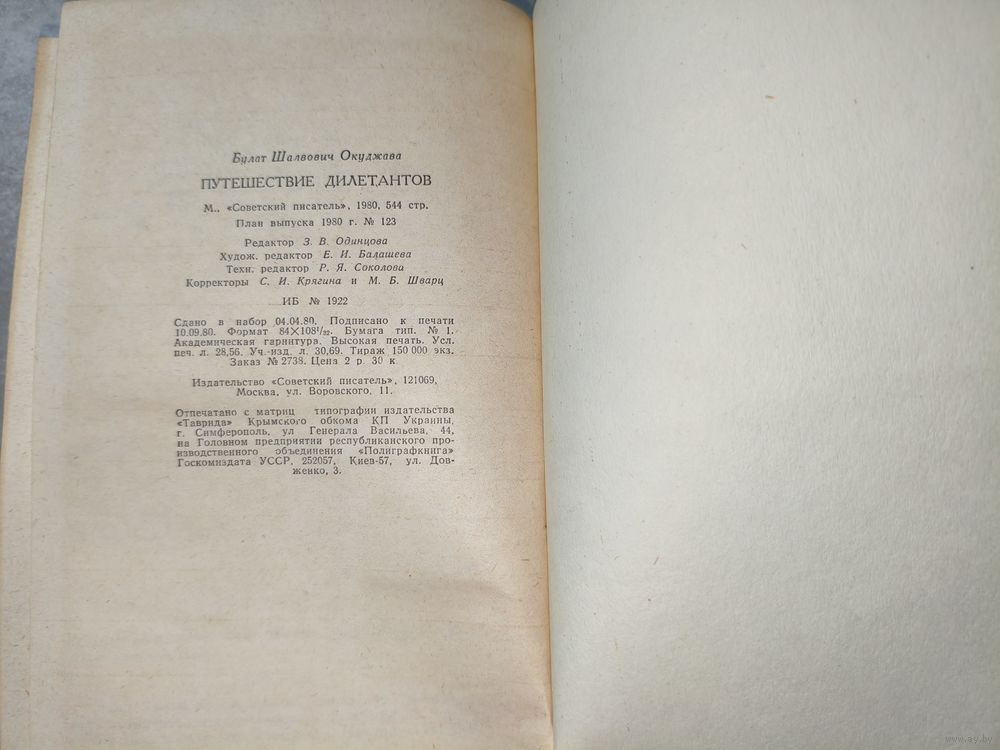 Булат Шалвович Окуджава
ПУТЕШЕСТВИЕ ДИЛЕТАНТОВ
М., «Советский писатель», 1980, 544 стр.
План выпуска 1980 г. № 123
Редактор З. В. Одинцова
Худож. редактор Е. И. Балашева
Техн. редактор Р. Я. Соколова
Корректоры С. И. Крягина и М. Б. Шварц
ИБ № 1922
Сдано в набор 04.04.80. Подписано к печати
10.09.80. Формат 84×108¹/₃₂. Бумага тип. № 1.
Академическая гарнитура. Высокая печать. Усл.
печ. л. 28,56. Уч.-изд. л. 30,69. Тираж 150 000 экз.
Заказ № 2738. Цена 2 р. 30 к.
Издательство «Советский писатель», 121069,
Москва, ул. Воровского, 11.
Отпечатано с матриц типографии издательства
«Таврида» Крымского обкома КП Украины,
г. Симферополь, ул Генерала Васильева, 44,
на Головном предприятии республиканского про-
изводственного объединения «Полиграфкнига»
Госкомиздата УССР, 252057, Киев-57, ул. Дов-
женко, 3.
www.ay.by